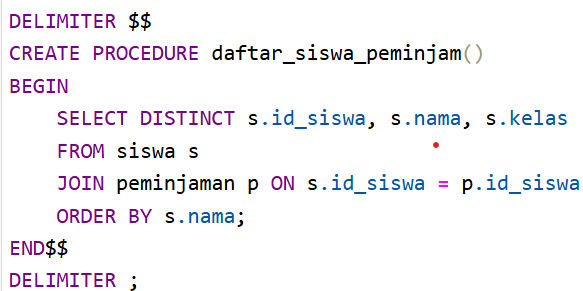 DELIMITER $$
CREATE PROCEDURE daftar_siswa_peminjam()
BEGIN
    SELECT DISTINCT s.id_siswa, s.nama, s.kelas
    FROM siswa s
    JOIN peminjaman p ON s.id_siswa = p.id_siswa
    ORDER BY s.nama;
END$$
DELIMITER ;